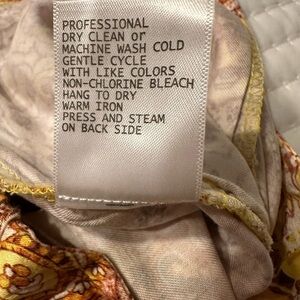 PROFESSIONAL
DRY CLEAN or
MACHINE WASH COLD
GENTLE CYCLE
WITH LIKE COLORS
NON-CHLORINE BLEACH
HANG TO DRY
WARM IRON
PRESS AND STEAM
ON BACK SIDE